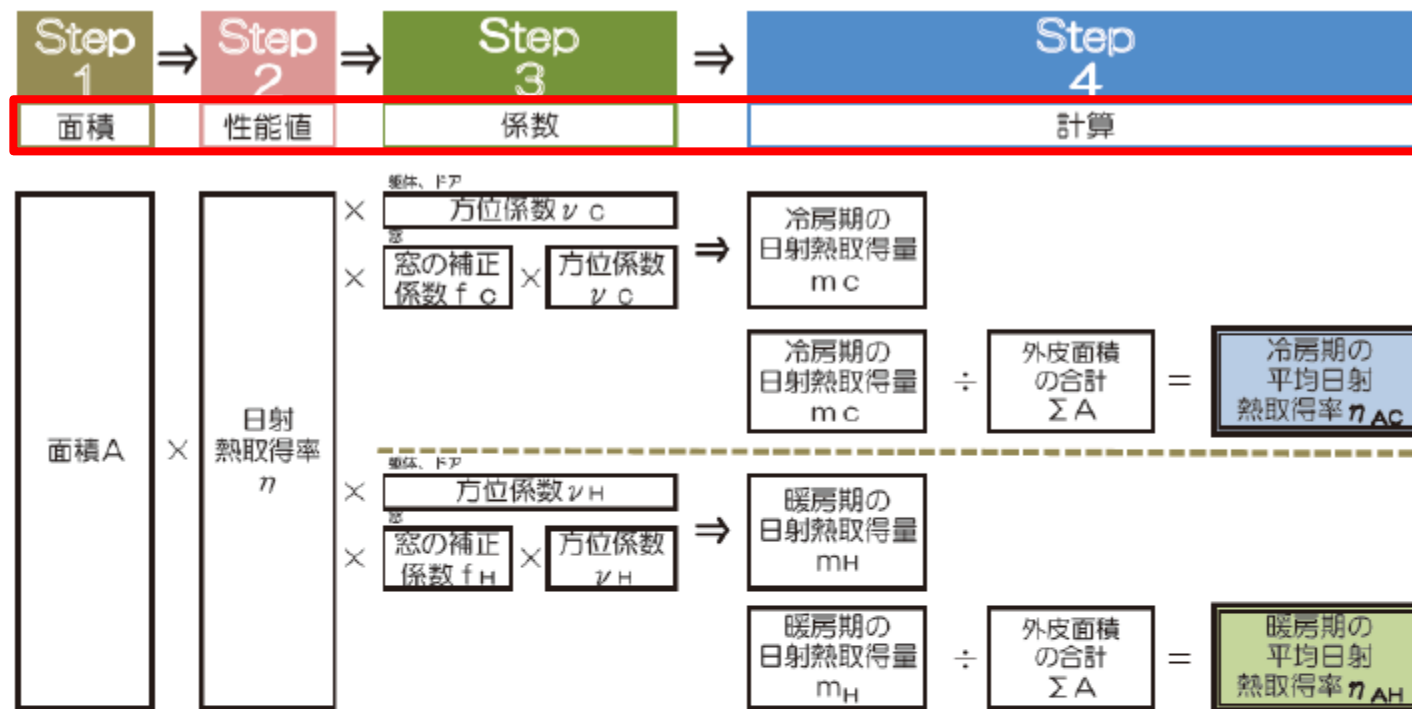 Step ⇒ Step ⇒ Step ⇒ Step
1 2 3 4
面積 性能値 係数 計算
躯体、ドア
× 方位係数ν C
窓
× 窓の補正 × 方位係数 ⇒
係数 f C ν C
冷房期の
日射熱取得量
m C
冷房期の
日射熱取得量
m C
÷
外皮面積
の合計
Σ A
=
冷房期の
平均日射
熱取得率 η AC
面積A × 日射
熱取得率
η
躯体、ドア
× 方位係数ν H
窓
× 窓の補正 × 方位係数 ⇒
係数 f H ν H
暖房期の
日射熱取得量
mH
暖房期の
日射熱取得量
mH
÷
外皮面積
の合計
Σ A
=
暖房期の
平均日射
熱取得率 η AH